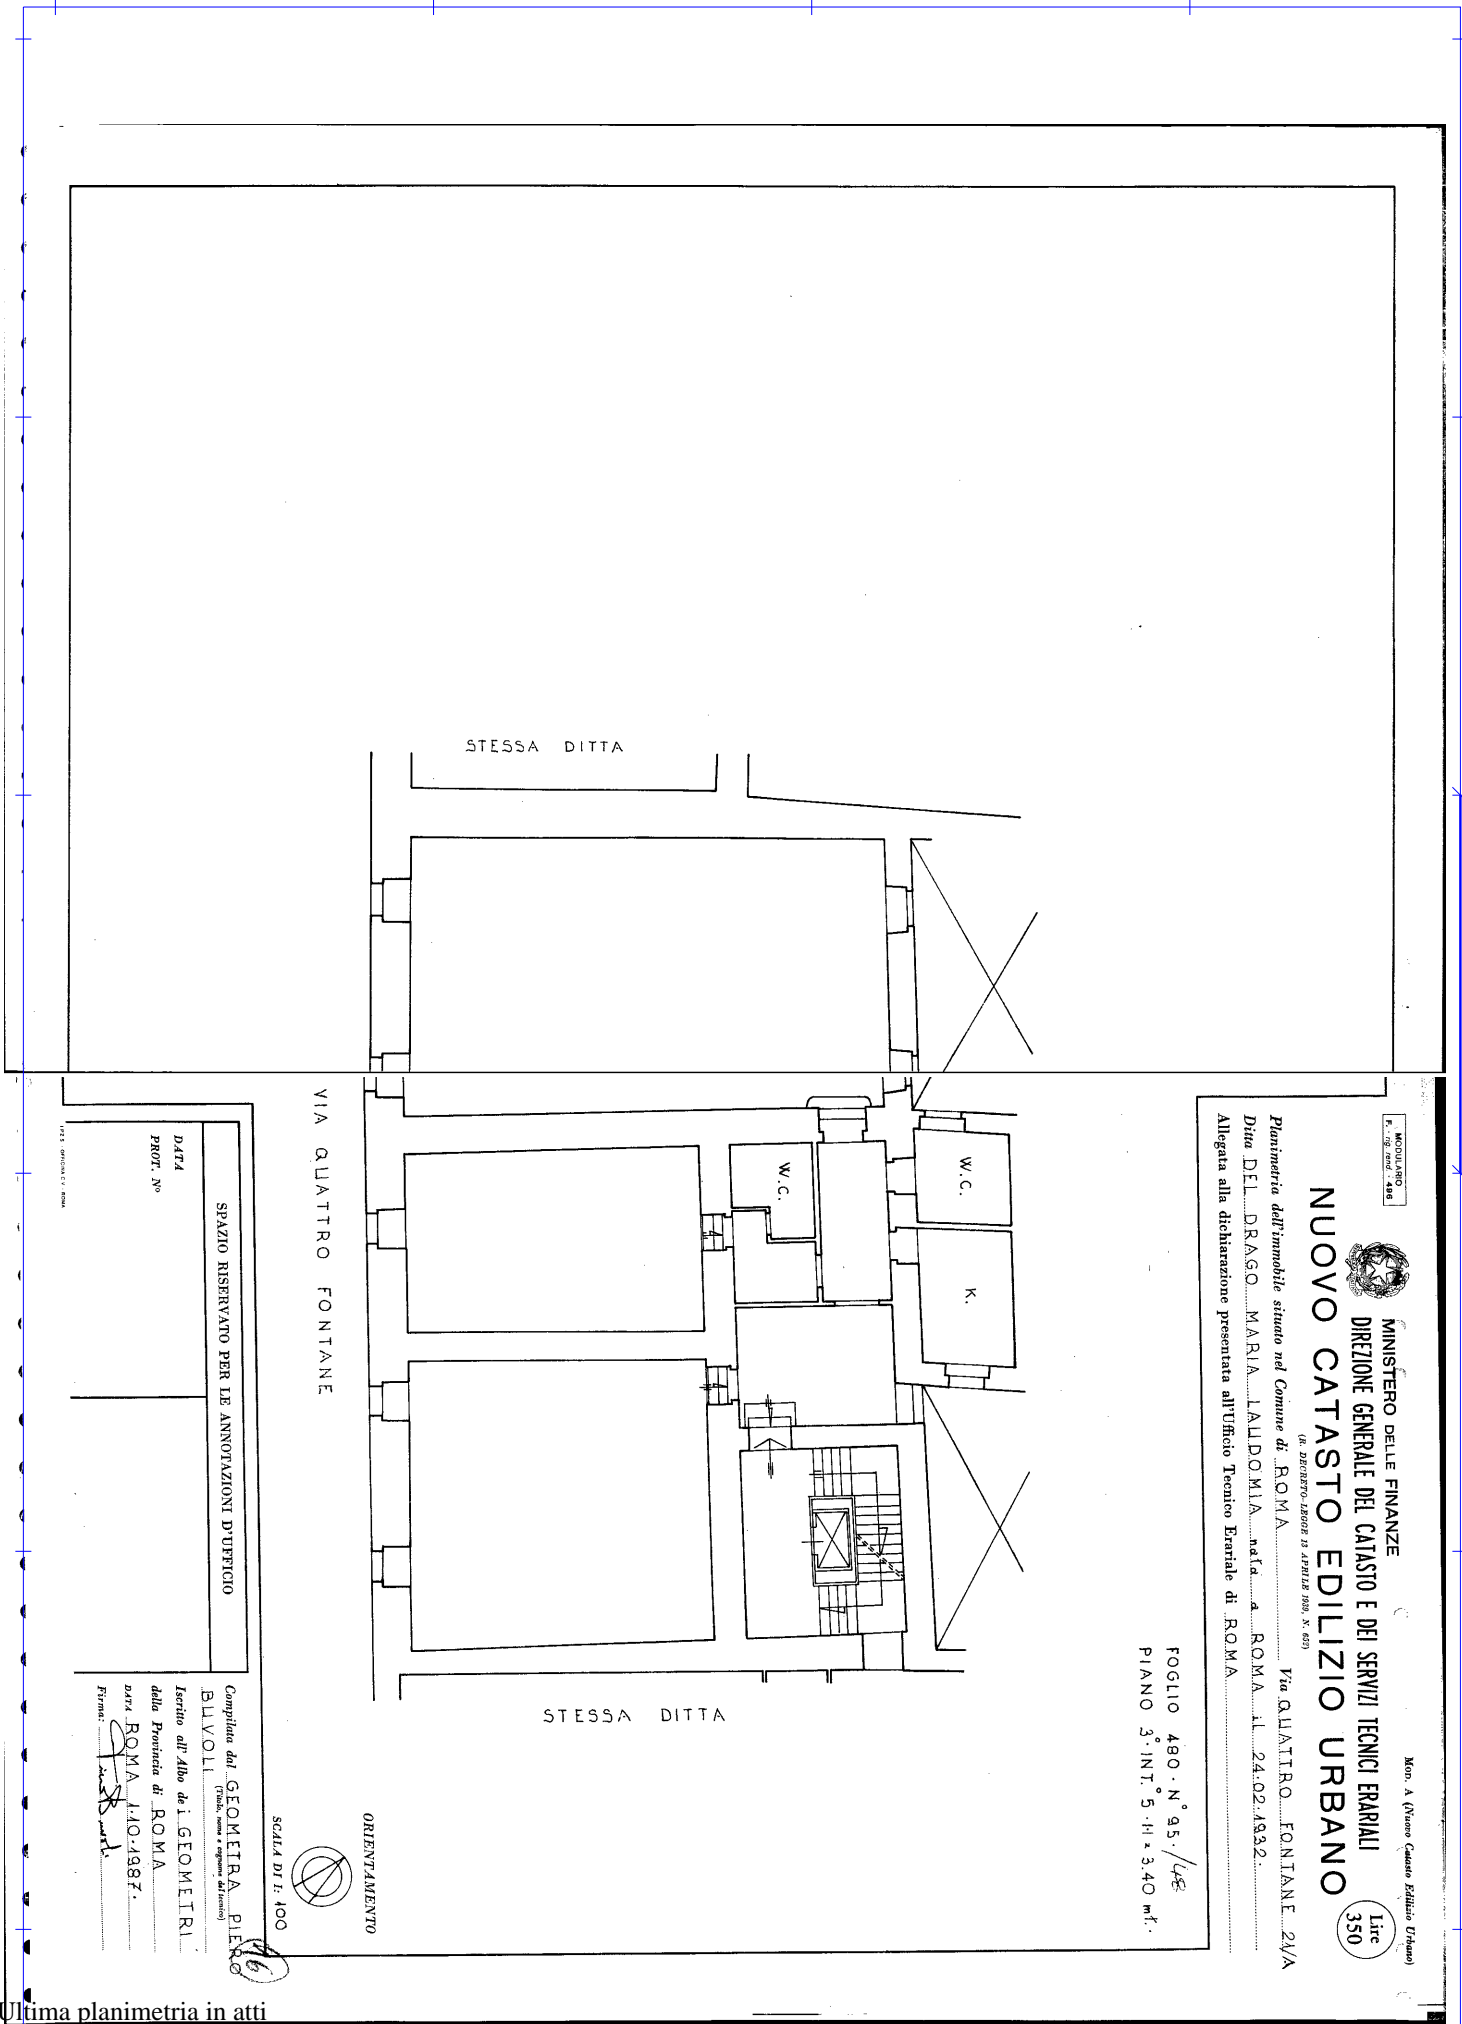 MODULARIO
F. - rig. rend. - 496
Mod. A (Nuovo Catasto Edilizio Urbano)
MINISTERO DELLE FINANZE
DIREZIONE GENERALE DEL CATASTO E DEI SERVIZI TECNICI ERARIALI
NUOVO CATASTO EDILIZIO URBANO
(R. DECRETO-LEGGE 13 APRILE 1939, N. 652)
Lire
350
Planimetria dell'immobile situato nel Comune di ROMA Via QUATTRO FONTANE 21/A
Ditta DEL DRAGO MARIA LAUDOMIA nata a ROMA il 24.02.1932.
Allegata alla dichiarazione presentata all'Ufficio Tecnico Erariale di ROMA
FOGLIO 480. N° 95./48
PIANO 3° INT. 5. H = 3.40 mt.
STESSA DITTA
W.C.
W.C.
K.
VIA QUATTRO FONTANE
STESSA DITTA
ORIENTAMENTO
SCALA DI 1: 100
SPAZIO RISERVATO PER LE ANNOTAZIONI D'UFFICIO
DATA
PROT. N°
Compilata dal GEOMETRA PIERO
(Titolo, nome e cognome del tecnico)
BUVOLI
Iscritto all'Albo dei GEOMETRI
della Provincia di ROMA
DATA ROMA 1.10.1987.
Firma:
16
Ultima planimetria in atti